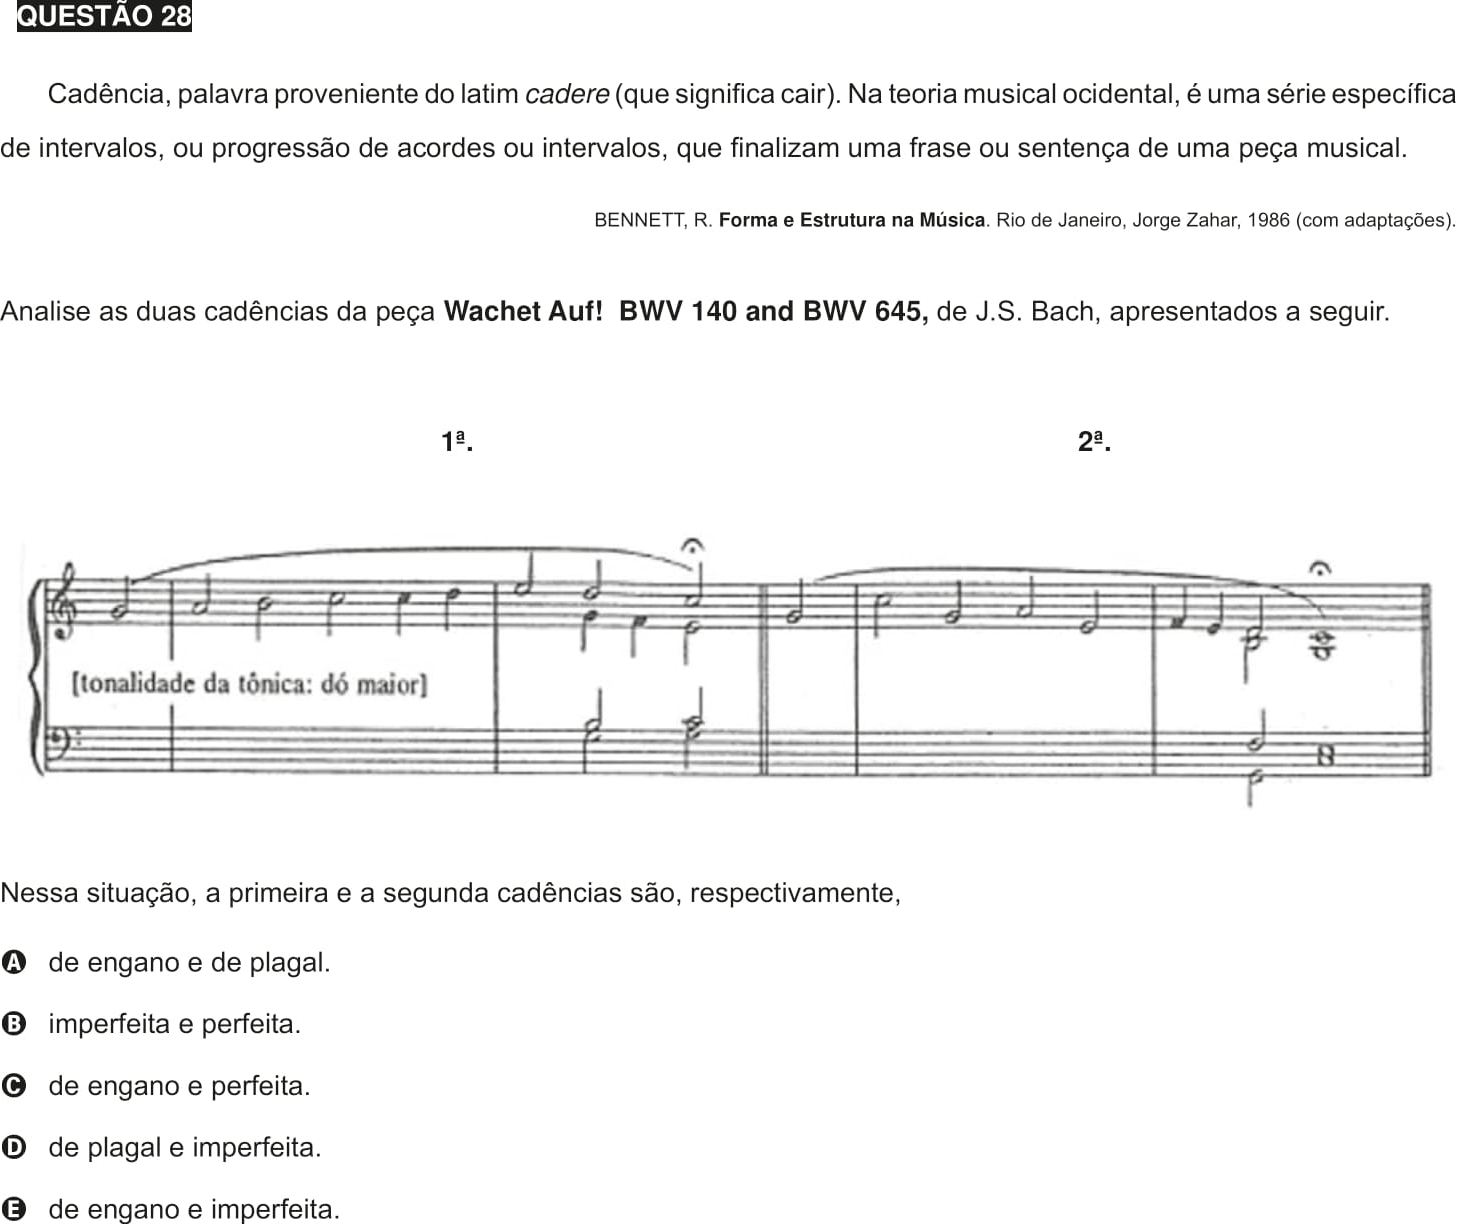 QUESTÃO 28
Cadência, palavra proveniente do latim cadere (que significa cair). Na teoria musical ocidental, é uma série específica
de intervalos, ou progressão de acordes ou intervalos, que finalizam uma frase ou sentença de uma peça musical.
BENNETT, R. Forma e Estrutura na Música. Rio de Janeiro, Jorge Zahar, 1986 (com adaptações).
Analise as duas cadências da peça Wachet Auf! BWV 140 and BWV 645, de J.S. Bach, apresentados a seguir.
1ª. 2ª.
[tonalidade da tônica: dó maior]
Nessa situação, a primeira e a segunda cadências são, respectivamente,
A de engano e de plagal.
B imperfeita e perfeita.
C de engano e perfeita.
D de plagal e imperfeita.
E de engano e imperfeita.